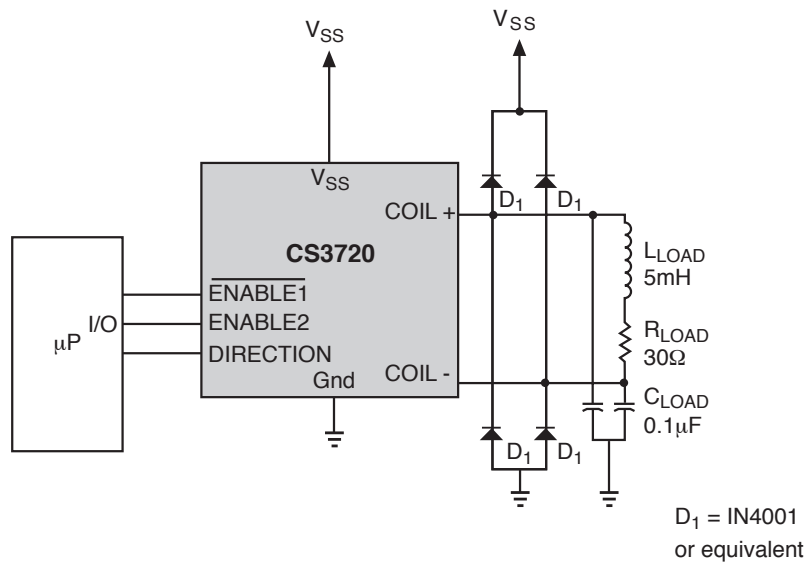 VSS
VSS
VSS
COIL +
D1
D1
CS3720
LLOAD
5mH
ENABLE1
I/O
ENABLE2
μP
DIRECTION
RLOAD
30Ω
Gnd
COIL -
CLOAD
0.1μF
D1
D1
D1 = IN4001
or equivalent